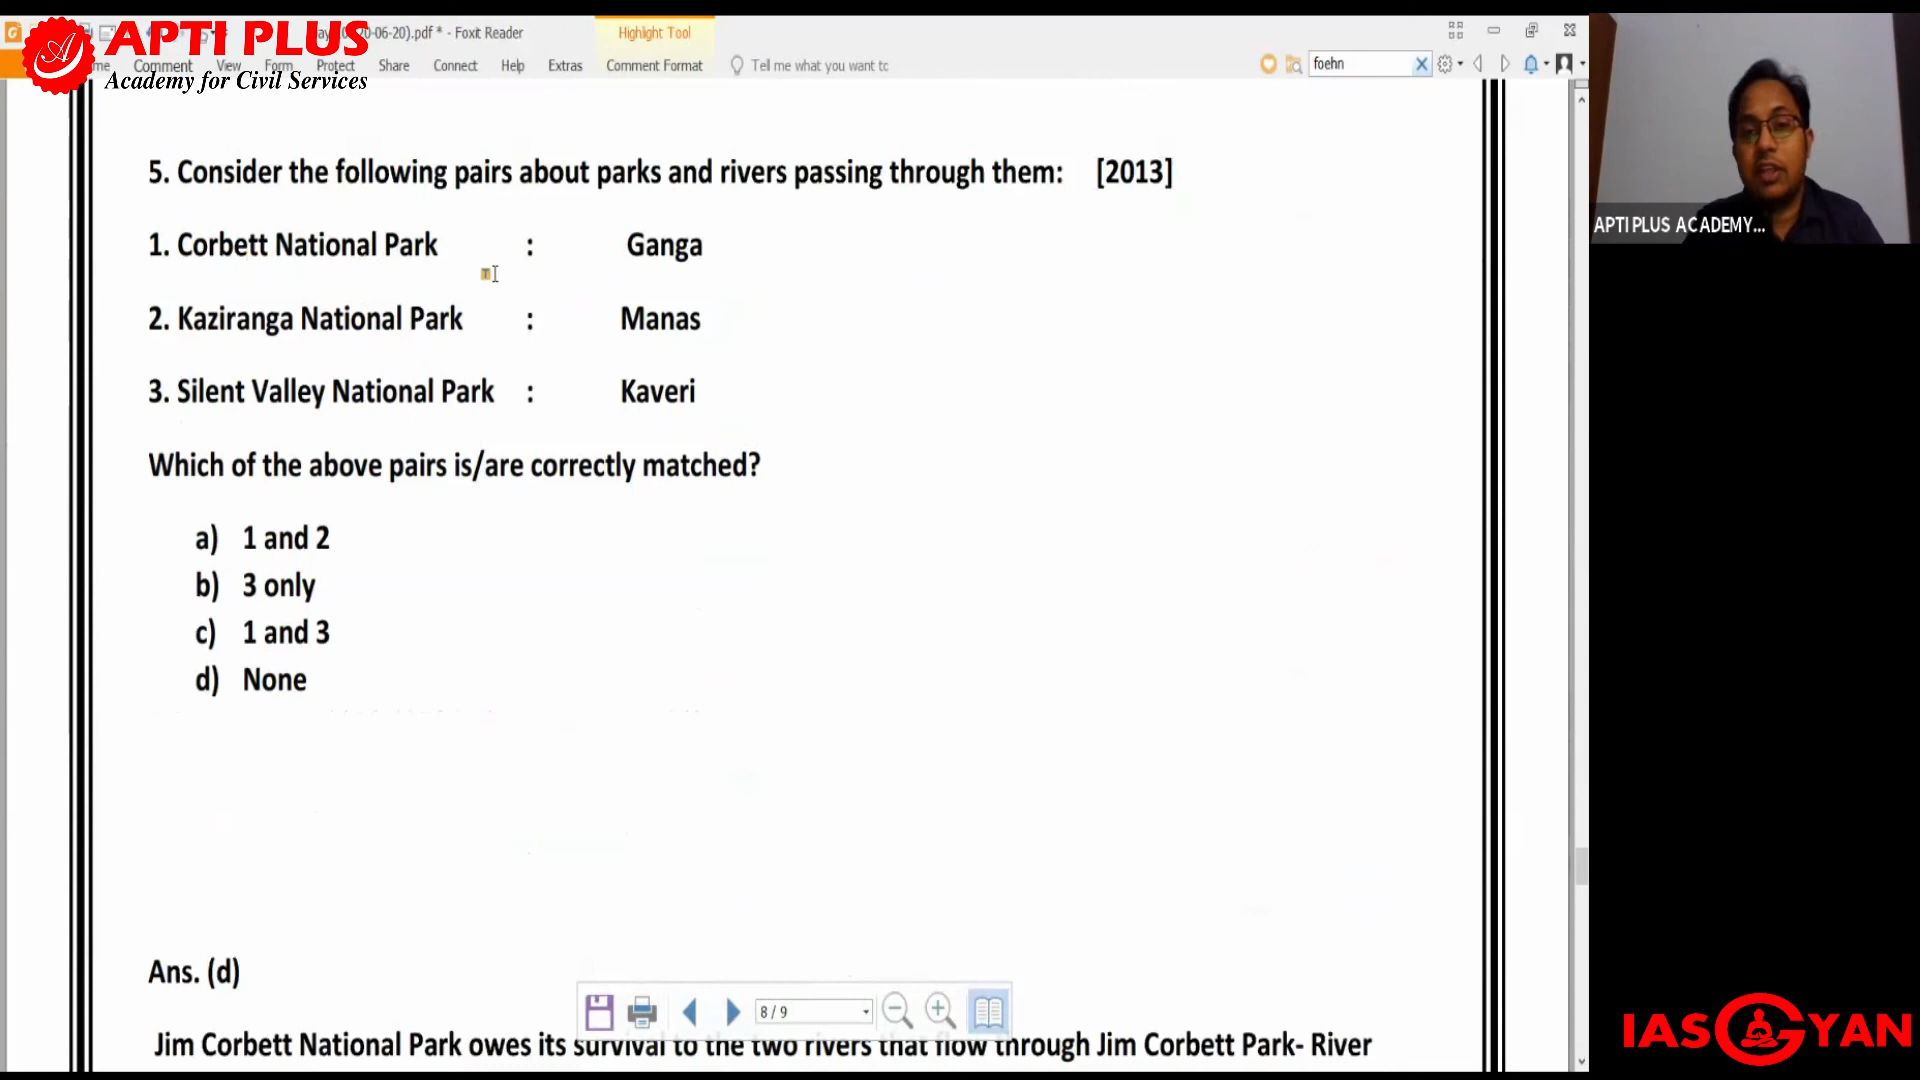 APTI PLUS
Academy for Civil Services
0-06-20).pdf * - Foxit Reader
Highlight Tool
Comment
View
Form
Protect
Share
Connect
Help
Extras
Comment Format
Tell me what you want tc
foehn
5. Consider the following pairs about parks and rivers passing through them: [2013]
1. Corbett National Park : Ganga
2. Kaziranga National Park : Manas
3. Silent Valley National Park : Kaveri
Which of the above pairs is/are correctly matched?
a) 1 and 2
b) 3 only
c) 1 and 3
d) None
Ans. (d)
8 / 9
Jim Corbett National Park owes its survival to the two rivers that flow through Jim Corbett Park- River
APTI PLUS ACADEMY...
IAS GYAN